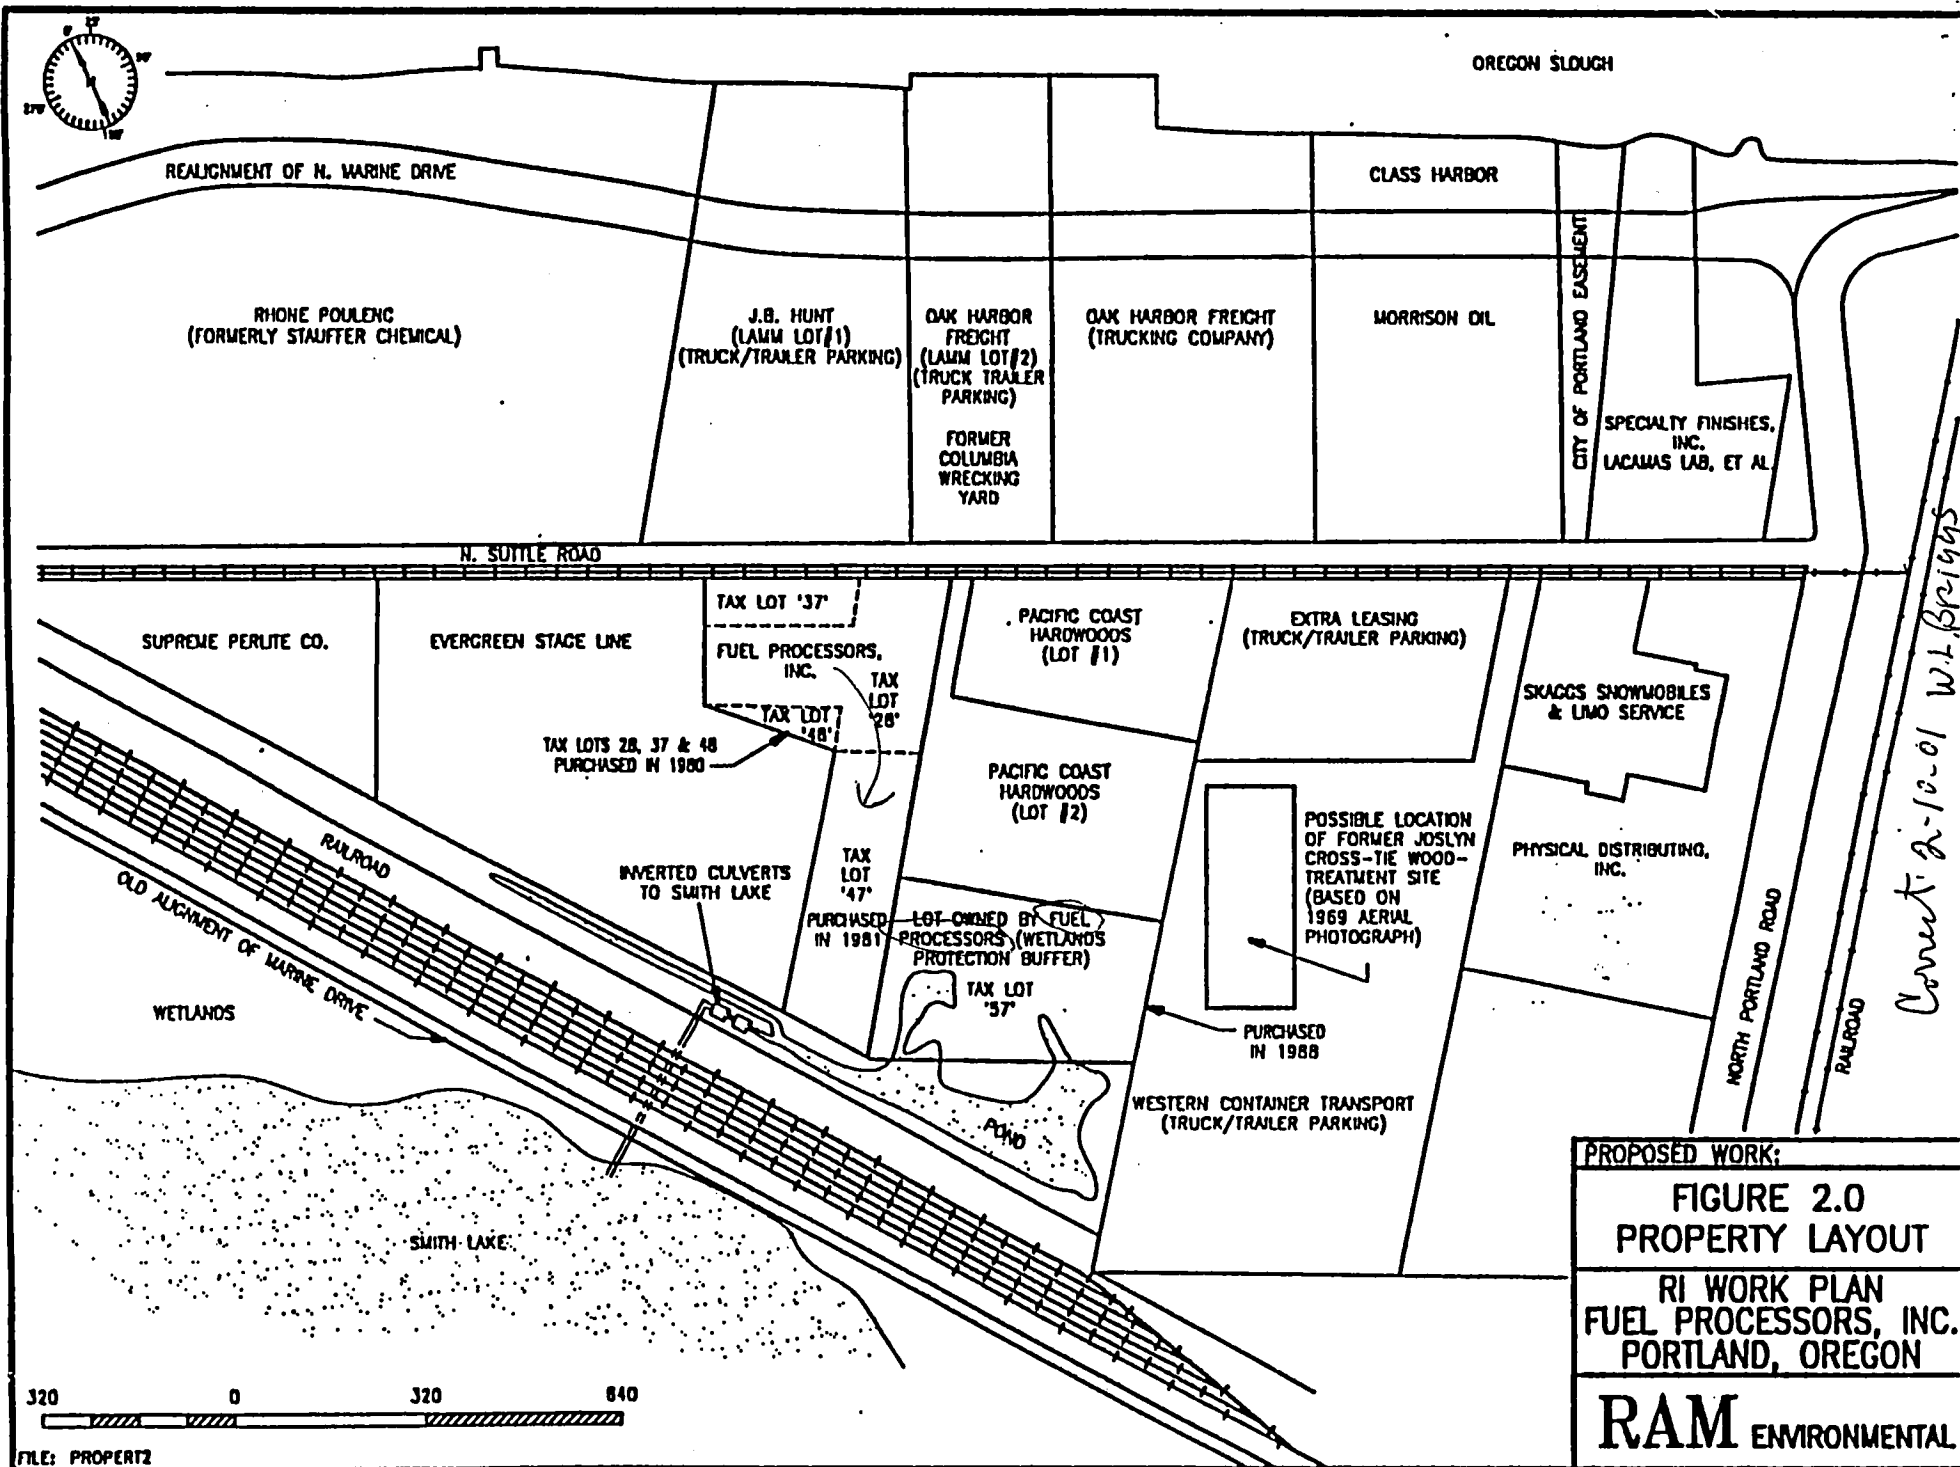 OREGON SLOUGH
REALIGNMENT OF N. MARINE DRIVE
CLASS HARBOR
RHONE POULENC
(FORMERLY STAUFFER CHEMICAL)
J.B. HUNT
(LAMM LOT#1)
(TRUCK/TRAILER PARKING)
OAK HARBOR
FREIGHT
(LAMM LOT#2)
(TRUCK TRAILER
PARKING)
FORMER
COLUMBIA
WRECKING
YARD
OAK HARBOR FREIGHT
(TRUCKING COMPANY)
MORRISON OIL
CITY OF PORTLAND EASEMENT
SPECIALTY FINISHES,
INC.
LACAMAS LAB, ET AL
N. SUTTLE ROAD
SUPREME PERLITE CO.
EVERGREEN STAGE LINE
TAX LOT '37'
FUEL PROCESSORS,
INC.
TAX
LOT
'28'
TAX LOT
'48'
TAX LOTS 28, 37 & 48
PURCHASED IN 1980
PACIFIC COAST
HARDWOODS
(LOT #1)
EXTRA LEASING
(TRUCK/TRAILER PARKING)
SKAGGS SNOWMOBILES
& LIMO SERVICE
PACIFIC COAST
HARDWOODS
(LOT #2)
POSSIBLE LOCATION
OF FORMER JOSLYN
CROSS-TIE WOOD-
TREATMENT SITE
(BASED ON
1969 AERIAL
PHOTOGRAPH)
PHYSICAL DISTRIBUTING,
INC.
RAILROAD
OLD ALIGNMENT OF MARINE DRIVE
INVERTED CULVERTS
TO SMITH LAKE
TAX
LOT
'47'
PURCHASED
IN 1981
LOT OWNED BY FUEL
PROCESSORS (WETLANDS
PROTECTION BUFFER)
TAX LOT
'57'
WETLANDS
PURCHASED
IN 1988
WESTERN CONTAINER TRANSPORT
(TRUCK/TRAILER PARKING)
POND
SMITH LAKE
NORTH PORTLAND ROAD
RAILROAD
2-10-01 W.L. Briggs
320 0 320 640
FILE: PROPERT2
PROPOSED WORK:
FIGURE 2.0
PROPERTY LAYOUT
RI WORK PLAN
FUEL PROCESSORS, INC.
PORTLAND, OREGON
RAM ENVIRONMENTAL